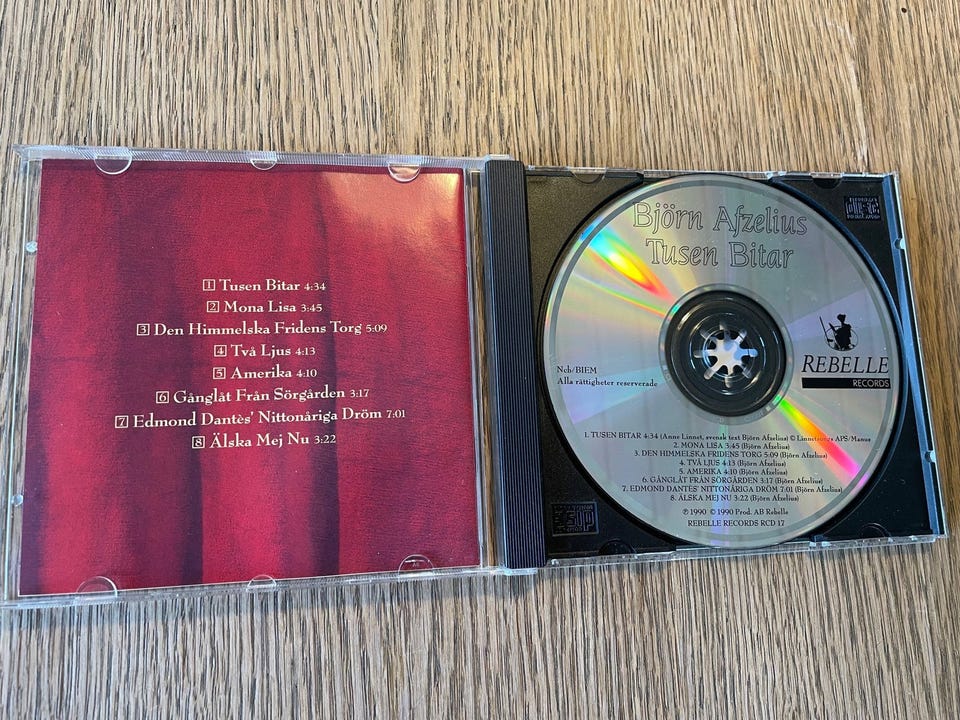 1 Tusen Bitar 4:34
2 Mona Lisa 3:45
3 Den Himmelska Fridens Torg 5:09
4 Två Ljus 4:13
5 Amerika 4:10
6 Gånglåt Från Sörgården 3:17
7 Edmond Dantès' Nittonåriga Dröm 7:01
8 Älska Mej Nu 3:22
Björn Afzelius
Tusen Bitar
REBELLE
RECORDS
Ncb/BIEM
Alla rättigheter reserverade
1. TUSEN BITAR 4:34 (Anne Linnet, svensk text Björn Afzelius) © Linnetsongs APS/Manus
2. MONA LISA 3:45 (Björn Afzelius)
3. DEN HIMMELSKA FRIDENS TORG 5:09 (Björn Afzelius)
4. TVÅ LJUS 4:13 (Björn Afzelius)
5. AMERIKA 4:10 (Björn Afzelius)
6. GÅNGLÅT FRÅN SÖRGÅRDEN 3:17 (Björn Afzelius)
7. EDMOND DANTÈS' NITTONÅRIGA DRÖM 7:01 (Björn Afzelius)
8. ÄLSKA MEJ NU 3:22 (Björn Afzelius)
℗ 1990 © 1990 Prod. AB Rebelle
REBELLE RECORDS RCD 17